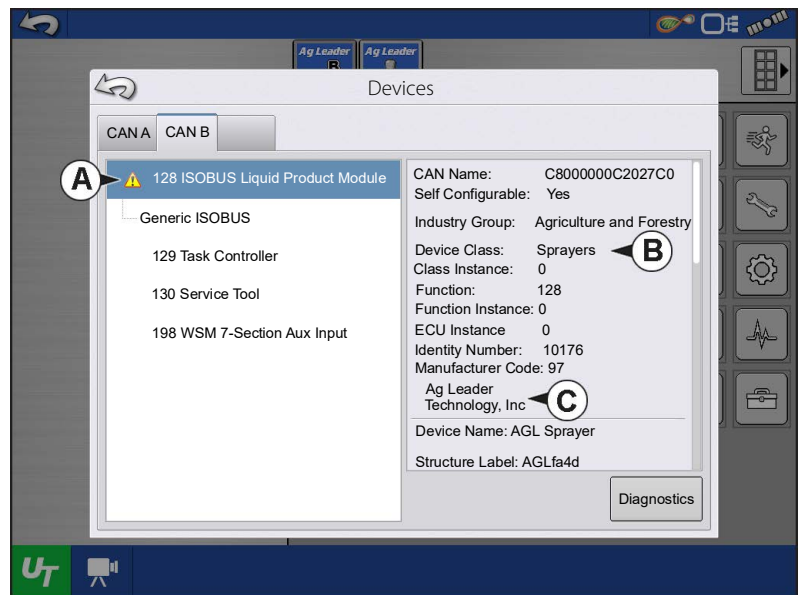 Ag Leader
B
Ag Leader
Devices
CAN A
CAN B
A
128 ISOBUS Liquid Product Module
Generic ISOBUS
129 Task Controller
130 Service Tool
198 WSM 7-Section Aux Input
CAN Name: C8000000C2027C0
Self Configurable: Yes
Industry Group: Agriculture and Forestry
Device Class: Sprayers
B
Class Instance: 0
Function: 128
Function Instance: 0
ECU Instance 0
Identity Number: 10176
Manufacturer Code: 97
Ag Leader
Technology, Inc
C
Device Name: AGL Sprayer
Structure Label: AGLfa4d
Diagnostics
UT